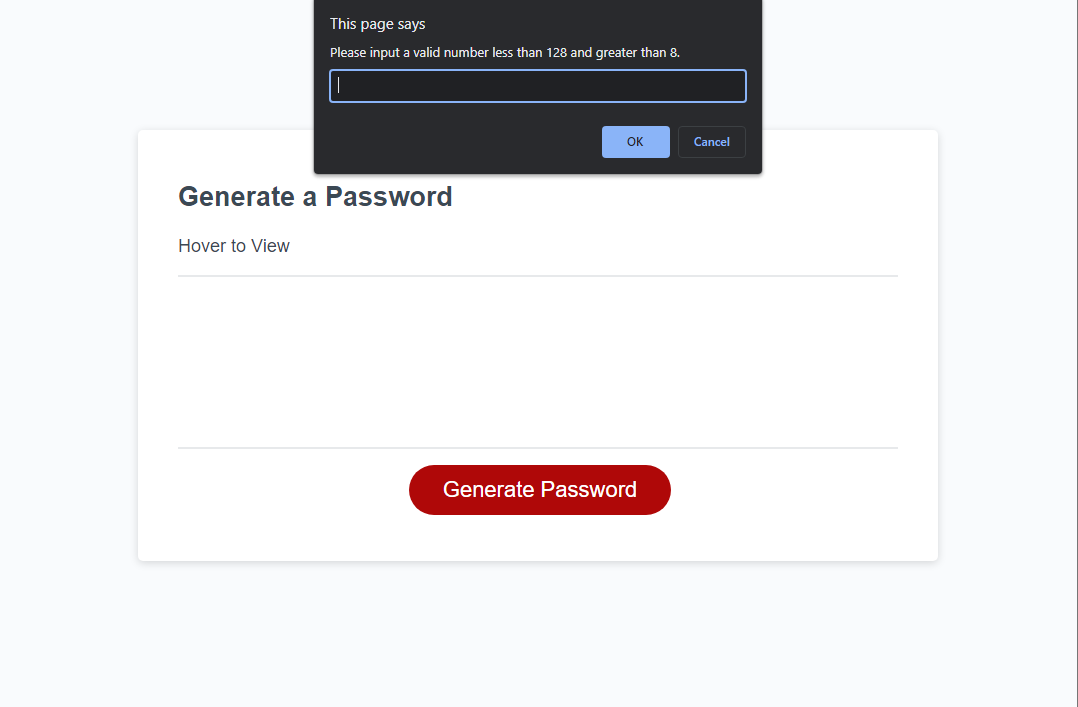 This page says
Please input a valid number less than 128 and greater than 8.
OK
Cancel
Generate a Password
Hover to View
Generate Password